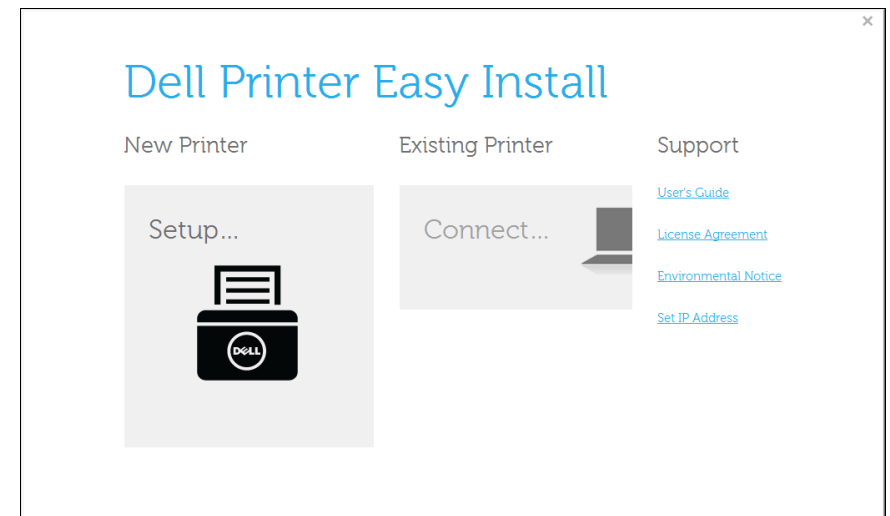 ×
Dell Printer Easy Install
New Printer
Setup...
DELL
Existing Printer
Connect...
Support
User's Guide
License Agreement
Environmental Notice
Set IP Address